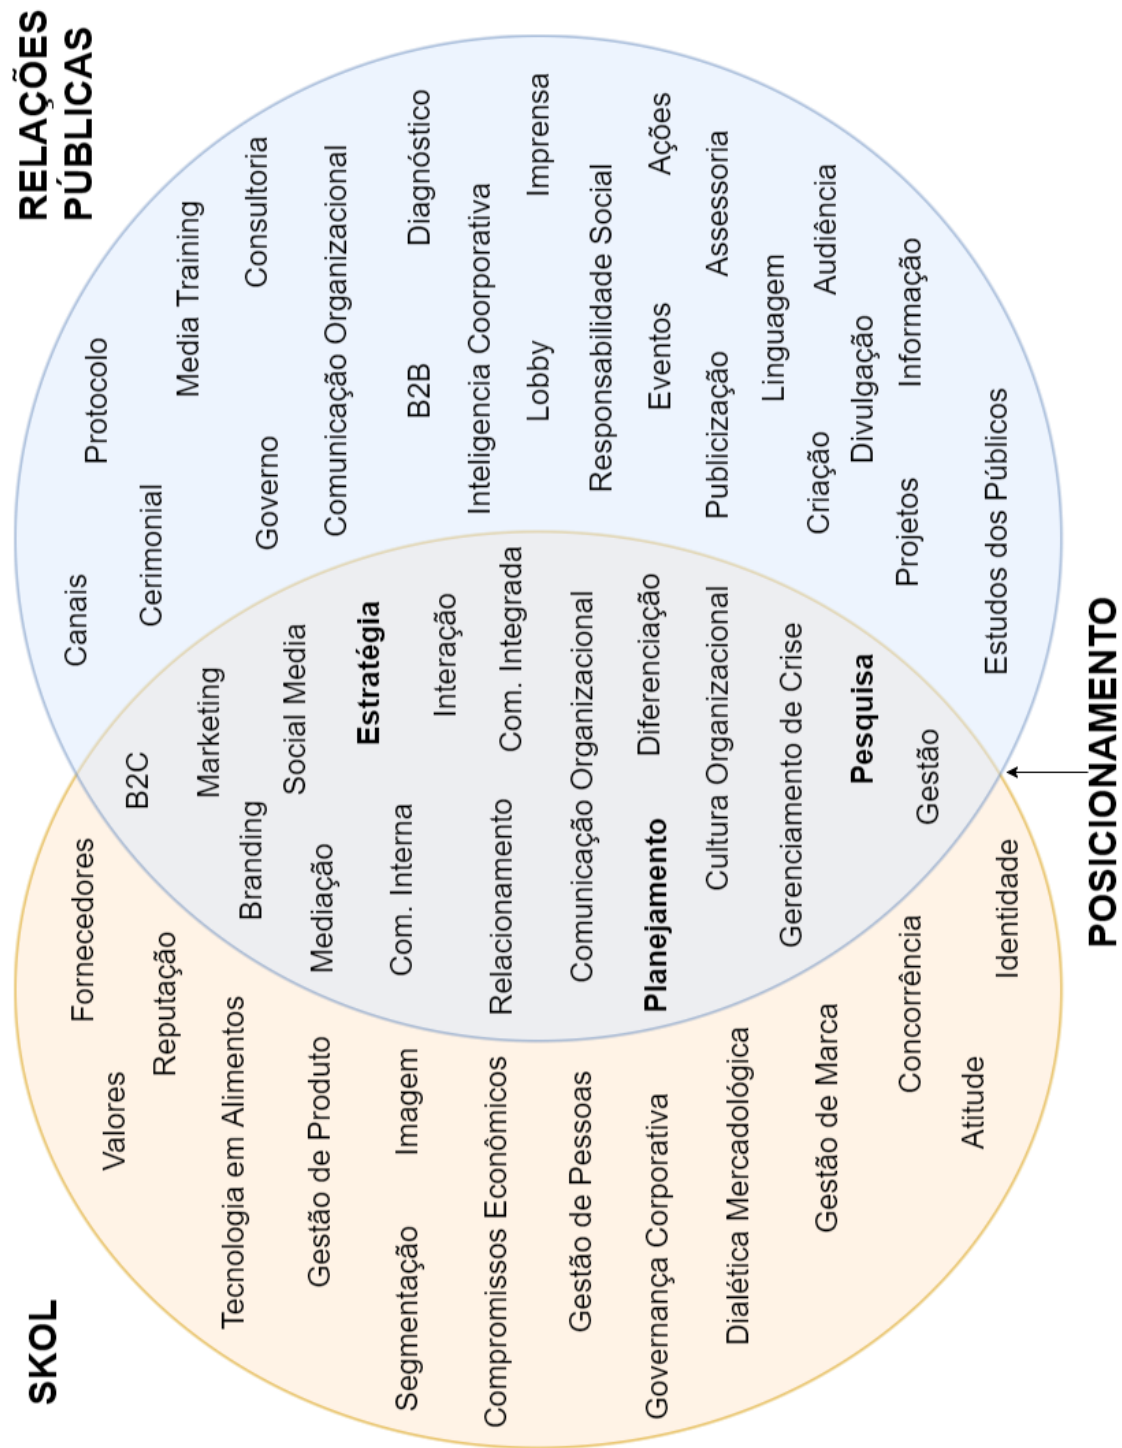 SKOL
RELAÇÕES
PÚBLICAS
Fornecedores
Valores
Reputação
Tecnologia em Alimentos
Gestão de Produto
Segmentação
Imagem
Compromissos Econômicos
Gestão de Pessoas
Governança Corporativa
Dialética Mercadológica
Gestão de Marca
Concorrência
Atitude
Identidade
B2C
Marketing
Branding
Social Media
Mediação
Estratégia
Com. Interna
Interação
Relacionamento
Com. Integrada
Comunicação Organizacional
Planejamento
Diferenciação
Cultura Organizacional
Gerenciamento de Crise
Pesquisa
Gestão
Canais
Protocolo
Cerimonial
Media Training
Governo
Consultoria
Comunicação Organizacional
B2B
Diagnóstico
Inteligencia Coorporativa
Lobby
Imprensa
Responsabilidade Social
Eventos
Ações
Publicização
Assessoria
Linguagem
Criação
Audiência
Divulgação
Projetos
Informação
Estudos dos Públicos
POSICIONAMENTO